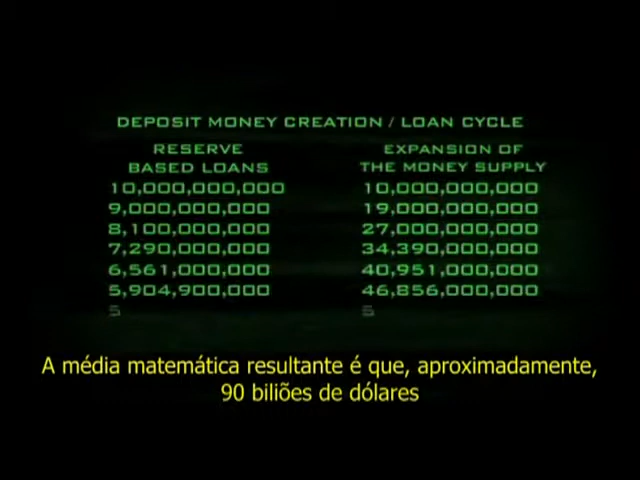 DEPOSIT MONEY CREATION / LOAN CYCLE
RESERVE
BASED LOANS
EXPANSION OF
THE MONEY SUPPLY
10,000,000,000 10,000,000,000
9,000,000,000 19,000,000,000
8,100,000,000 27,000,000,000
7,290,000,000 34,390,000,000
6,561,000,000 40,951,000,000
5,904,900,000 46,856,000,000
5 5
A média matemática resultante é que, aproximadamente,
90 biliões de dólares